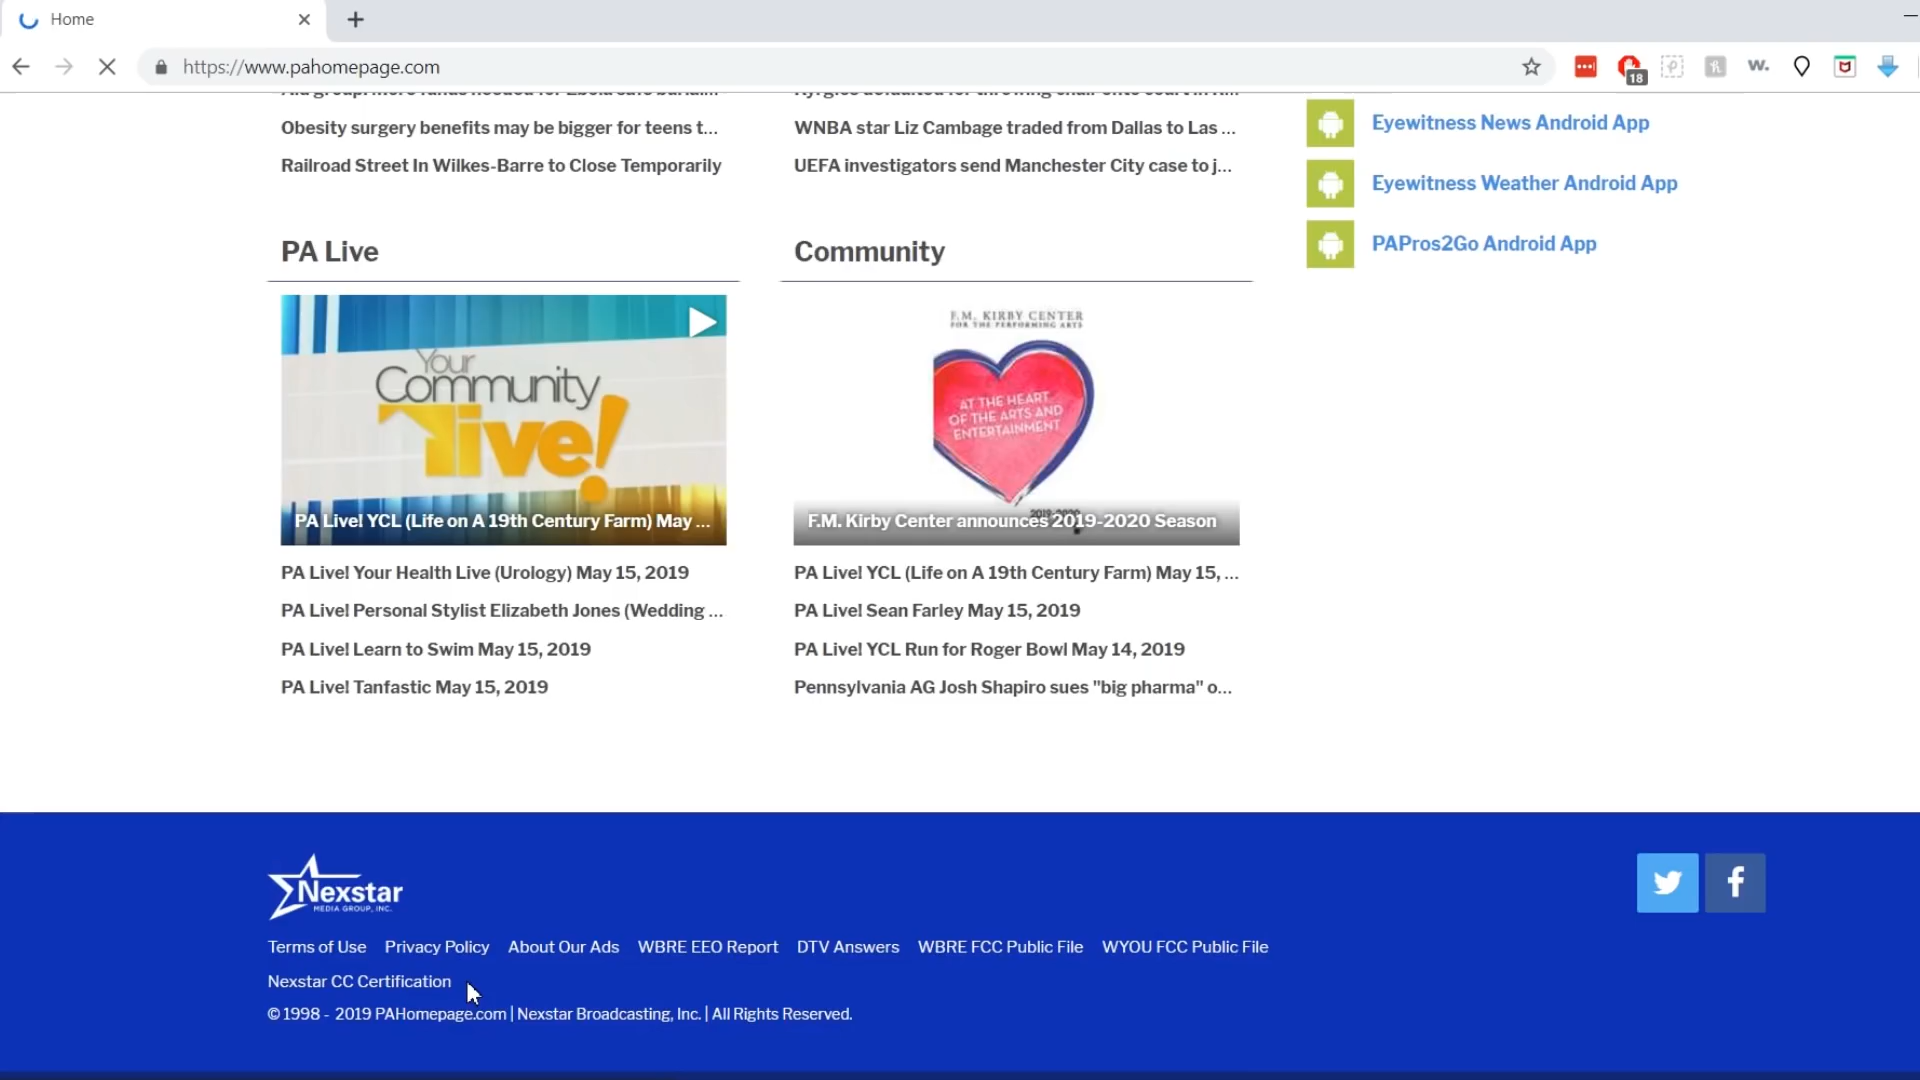 Home
https://www.pahomepage.com
18
w.
Obesity surgery benefits may be bigger for teens t...
Railroad Street In Wilkes-Barre to Close Temporarily
WNBA star Liz Cambage traded from Dallas to Las ...
UEFA investigators send Manchester City case to j...
Eyewitness News Android App
Eyewitness Weather Android App
PAPros2Go Android App
PA Live
Your
Community
live!
PA Live! YCL (Life on A 19th Century Farm) May ...
PA Live! Your Health Live (Urology) May 15, 2019
PA Live! Personal Stylist Elizabeth Jones (Wedding ...
PA Live! Learn to Swim May 15, 2019
PA Live! Tanfastic May 15, 2019
Community
F.M. KIRBY CENTER
FOR THE PERFORMING ARTS
AT THE HEART
OF THE ARTS AND
ENTERTAINMENT
2019-2020
F.M. Kirby Center announces 2019-2020 Season
PA Live! YCL (Life on A 19th Century Farm) May 15, ...
PA Live! Sean Farley May 15, 2019
PA Live! YCL Run for Roger Bowl May 14, 2019
Pennsylvania AG Josh Shapiro sues "big pharma" o...
Nexstar
MEDIA GROUP, INC.
Terms of Use Privacy Policy About Our Ads WBRE EEO Report DTV Answers WBRE FCC Public File WYOU FCC Public File
Nexstar CC Certification
© 1998 - 2019 PAHomepage.com | Nexstar Broadcasting, Inc. | All Rights Reserved.